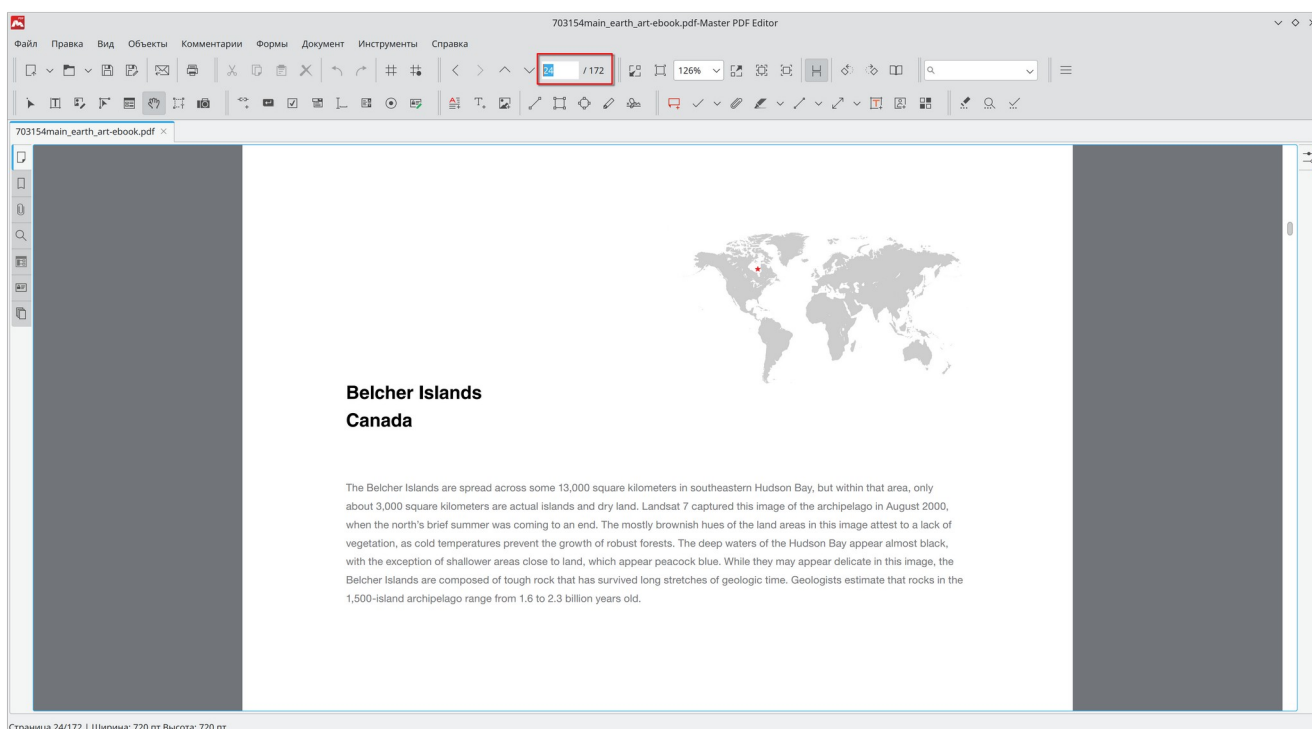 703154main_earth_art-ebook.pdf-Master PDF Editor
Файл Правка Вид Объекты Комментарии Формы Документ Инструменты Справка
24 / 172 126%
703154main_earth_art-ebook.pdf
Belcher Islands
Canada
The Belcher Islands are spread across some 13,000 square kilometers in southeastern Hudson Bay, but within that area, only
about 3,000 square kilometers are actual islands and dry land. Landsat 7 captured this image of the archipelago in August 2000,
when the north's brief summer was coming to an end. The mostly brownish hues of the land areas in this image attest to a lack of
vegetation, as cold temperatures prevent the growth of robust forests. The deep waters of the Hudson Bay appear almost black,
with the exception of shallower areas close to land, which appear peacock blue. While they may appear delicate in this image, the
Belcher Islands are composed of tough rock that has survived long stretches of geologic time. Geologists estimate that rocks in the
1,500-island archipelago range from 1.6 to 2.3 billion years old.
Страница 24/172 | Ширина: 720 пт Высота: 720 пт